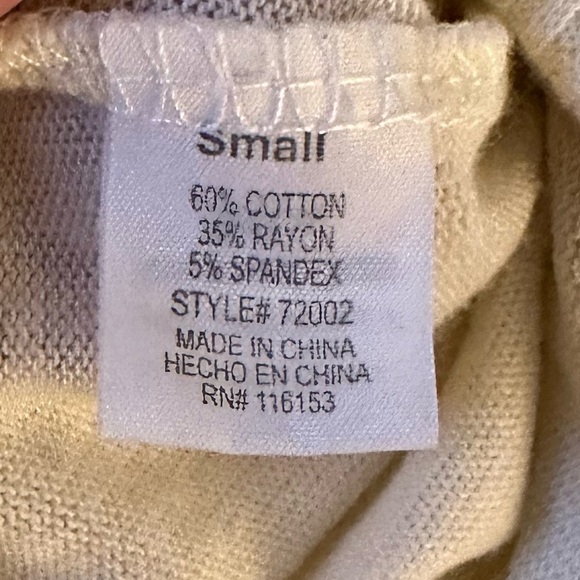 Small
60% COTTON
35% RAYON
5% SPANDEX
STYLE# 72002
MADE IN CHINA
HECHO EN CHINA
RN# 116153